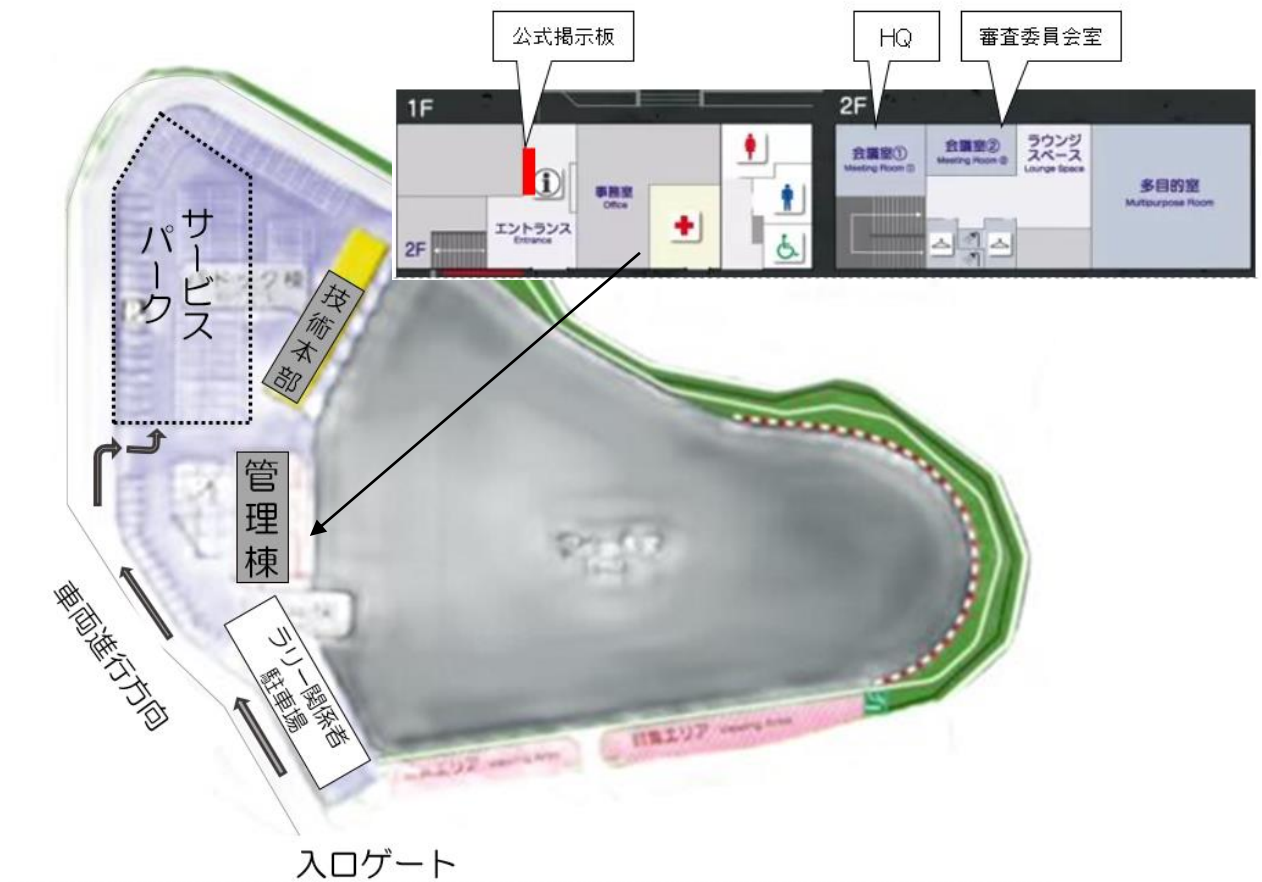 公式掲示板
HQ
審査委員会室
1F
2F
会議室①
Meeting Room ①
会議室②
Meeting Room ②
ラウンジ
スペース
Lounge Space
多目的室
Multipurpose Room
事務室
Office
エントランス
Entrance
2F
サービス
パーク
技術本部
管理棟
車両進行方向
ラリー関係者
駐車場
エリア
Viewing Area
入口ゲート